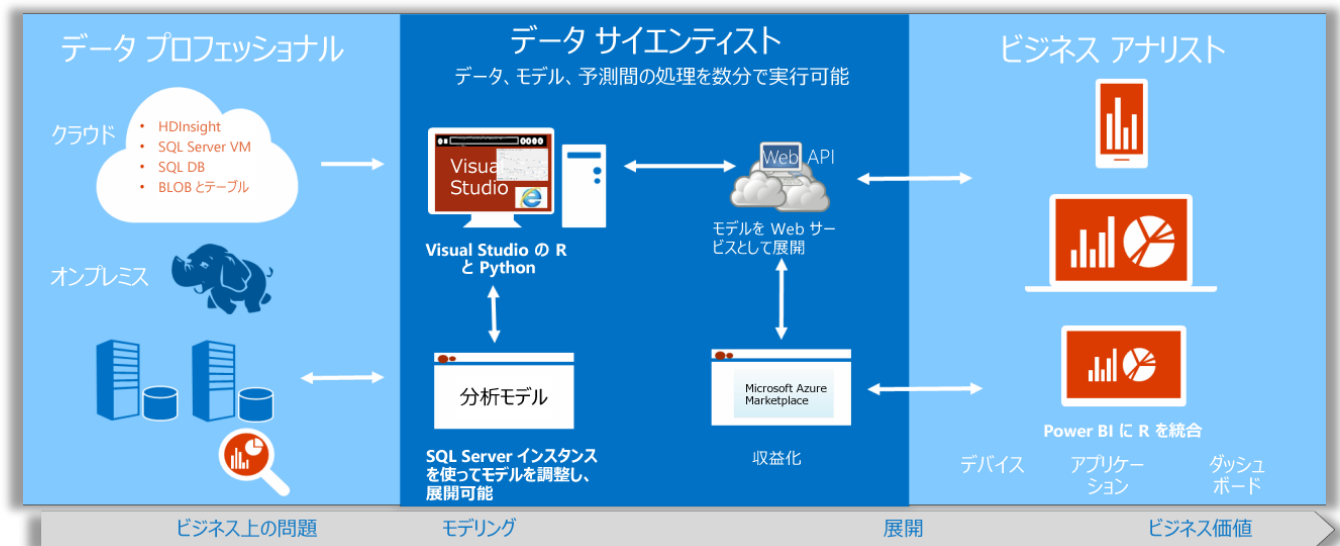 データ プロフェッショナル
クラウド
• HDInsight
• SQL Server VM
• SQL DB
• BLOB とテーブル
オンプレミス
データ サイエンティスト
データ、モデル、予測間の処理を数分で実行可能
Visual
Studio
Visual Studio の R
と Python
分析モデル
SQL Server インスタンス
を使ってモデルを調整し、
展開可能
Web API
モデルを Web サー
ビスとして展開
Microsoft Azure
Marketplace
収益化
ビジネス アナリスト
Power BI に R を統合
デバイス
アプリケー
ション
ダッシュ
ボード
ビジネス上の問題
モデリング
展開
ビジネス価値